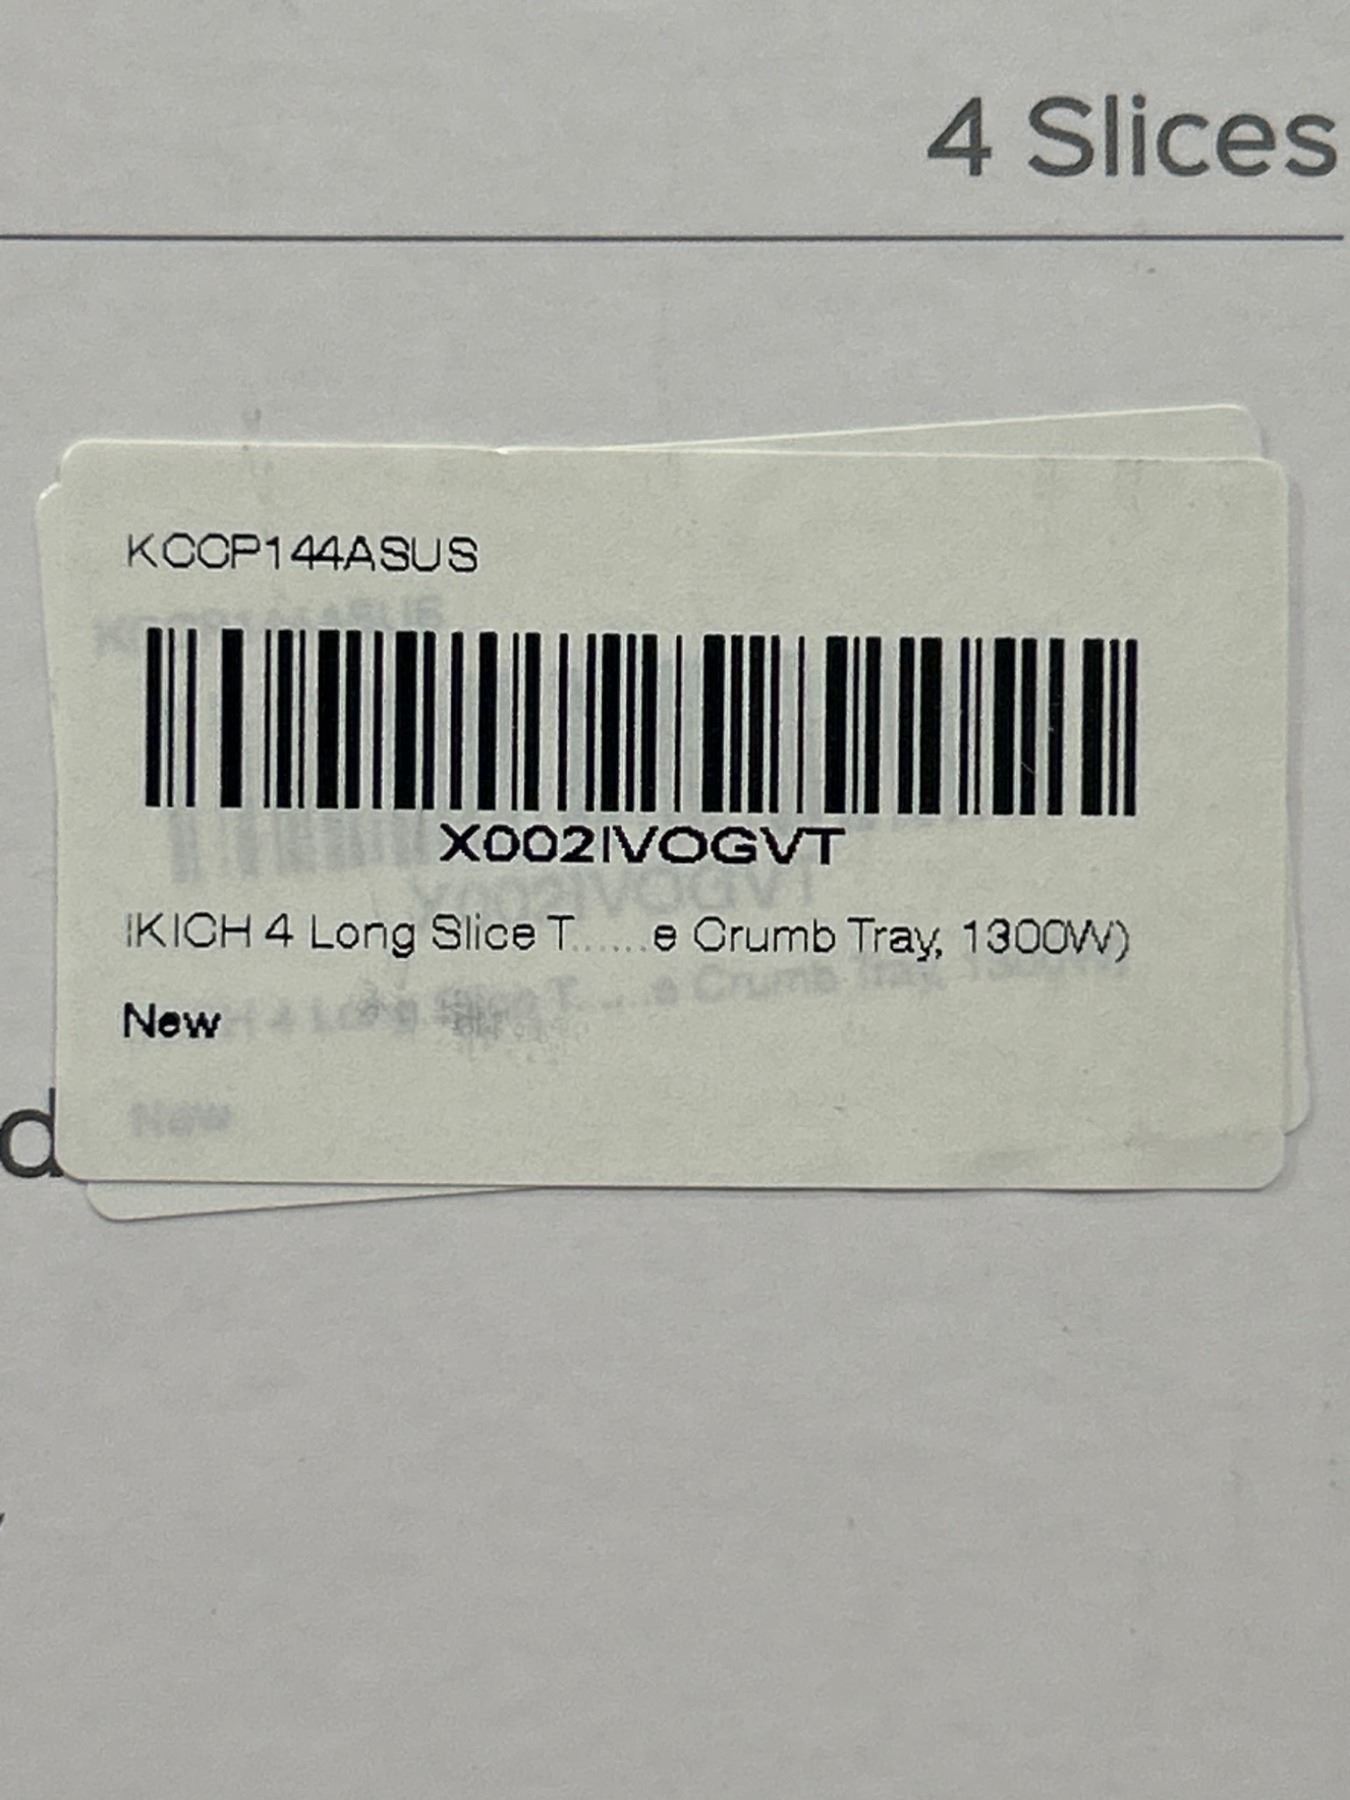 4 Slices
KCCP144ASUS
X002IVOGVT
IKICH 4 Long Slice T......e Crumb Tray, 1300W)
New
d